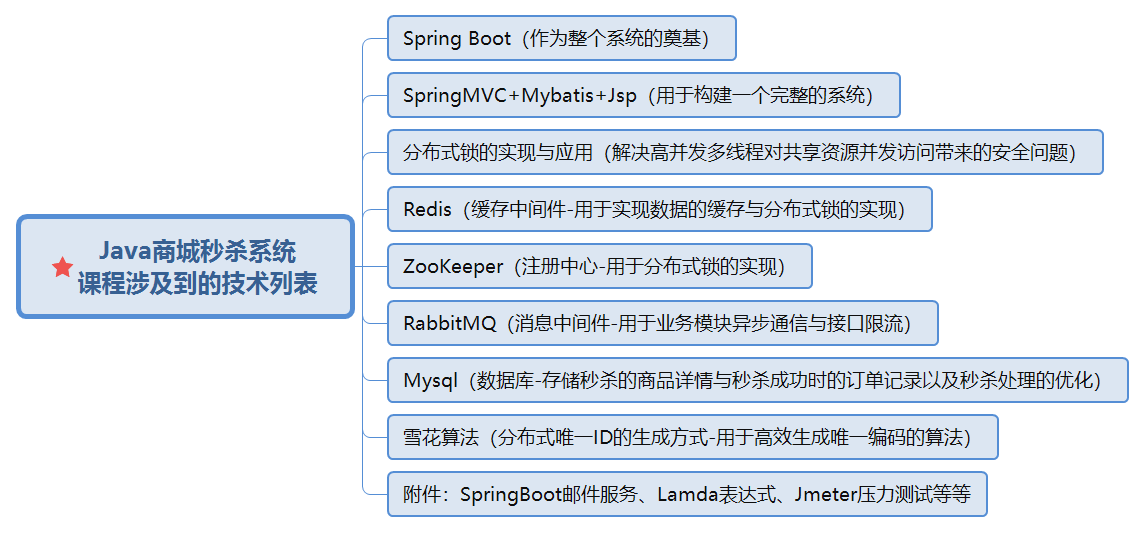 Java商城秒杀系统
课程涉及到的技术列表
Spring Boot（作为整个系统的奠基）
SpringMVC+Mybatis+Jsp（用于构建一个完整的系统）
分布式锁的实现与应用（解决高并发多线程对共享资源并发访问带来的安全问题）
Redis（缓存中间件-用于实现数据的缓存与分布式锁的实现）
ZooKeeper（注册中心-用于分布式锁的实现）
RabbitMQ（消息中间件-用于业务模块异步通信与接口限流）
Mysql（数据库-存储秒杀的商品详情与秒杀成功时的订单记录以及秒杀处理的优化）
雪花算法（分布式唯一ID的生成方式-用于高效生成唯一编码的算法）
附件：SpringBoot邮件服务、Lamda表达式、Jmeter压力测试等等